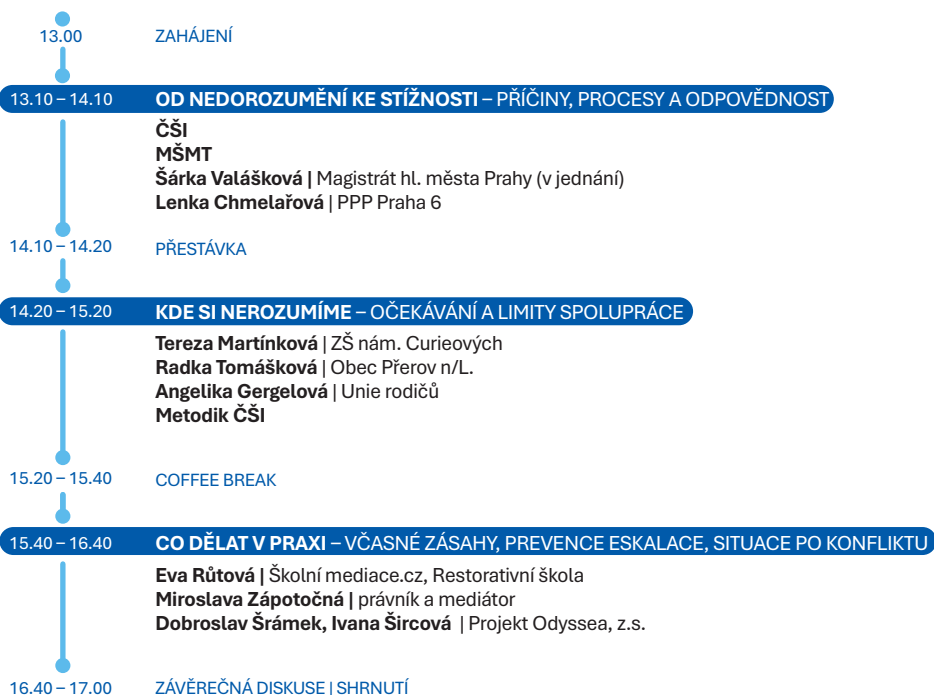 13.00 ZAHÁJENÍ
13.10 – 14.10 OD NEDOROZUMĚNÍ KE STÍŽNOSTI – PŘÍČINY, PROCESY A ODPOVĚDNOST
ČŠI
MŠMT
Šárka Valášková | Magistrát hl. města Prahy (v jednání)
Lenka Chmelařová | PPP Praha 6
14.10 – 14.20 PŘESTÁVKA
14.20 – 15.20 KDE SI NEROZUMÍME – OČEKÁVÁNÍ A LIMITY SPOLUPRÁCE
Tereza Martínková | ZŠ nám. Curieových
Radka Tomášková | Obec Přerov n/L.
Angelika Gergelová | Unie rodičů
Metodik ČŠI
15.20 – 15.40 COFFEE BREAK
15.40 – 16.40 CO DĚLAT V PRAXI – VČASNÉ ZÁSAHY, PREVENCE ESKALACE, SITUACE PO KONFLIKTU
Eva Růtová | Školní mediace.cz, Restorativní škola
Miroslava Zápotočná | právník a mediátor
Dobroslav Šrámek, Ivana Šircová | Projekt Odyssea, z.s.
16.40 – 17.00 ZÁVĚREČNÁ DISKUSE | SHRNUTÍ